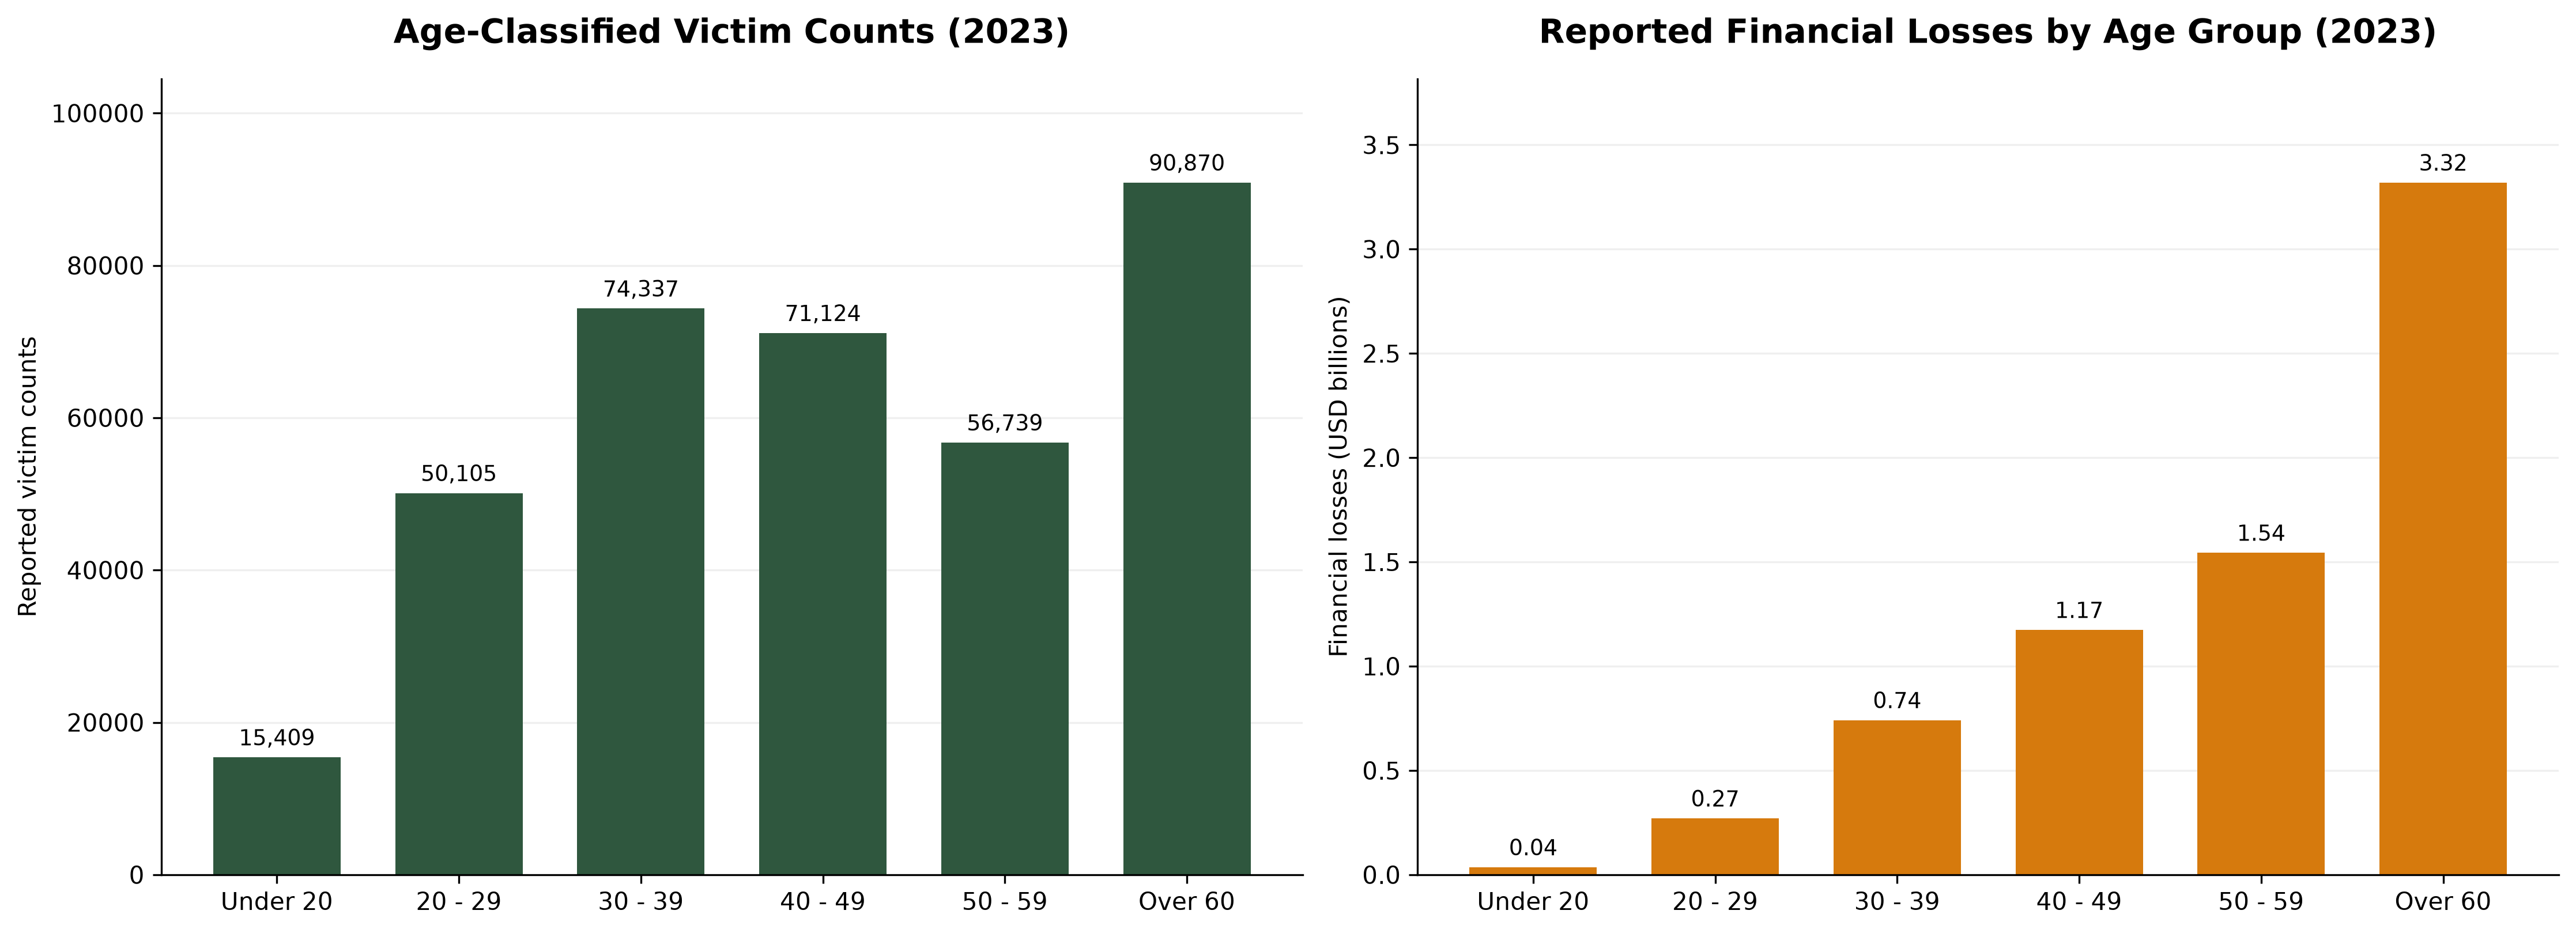 Age-Classified Victim Counts (2023)
Reported victim counts
100000
80000
60000
40000
20000
0
15,409
50,105
74,337
71,124
56,739
90,870
Under 20
20 - 29
30 - 39
40 - 49
50 - 59
Over 60
Reported Financial Losses by Age Group (2023)
Financial losses (USD billions)
3.5
3.0
2.5
2.0
1.5
1.0
0.5
0.0
0.04
0.27
0.74
1.17
1.54
3.32
Under 20
20 - 29
30 - 39
40 - 49
50 - 59
Over 60